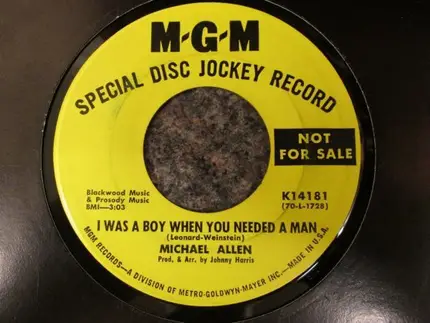 M-G-M
SPECIAL DISC JOCKEY RECORD
NOT
FOR SALE
Blackwood Music
& Prosody Music
BMI—3:03
K14181
(70-L-1728)
I WAS A BOY WHEN YOU NEEDED A MAN
(Leonard-Weinstein)
MICHAEL ALLEN
Prod. & Arr. by Johnny Harris
MGM RECORDS—A DIVISION OF METRO-GOLDWYN-MAYER INC.—MADE IN U.S.A.